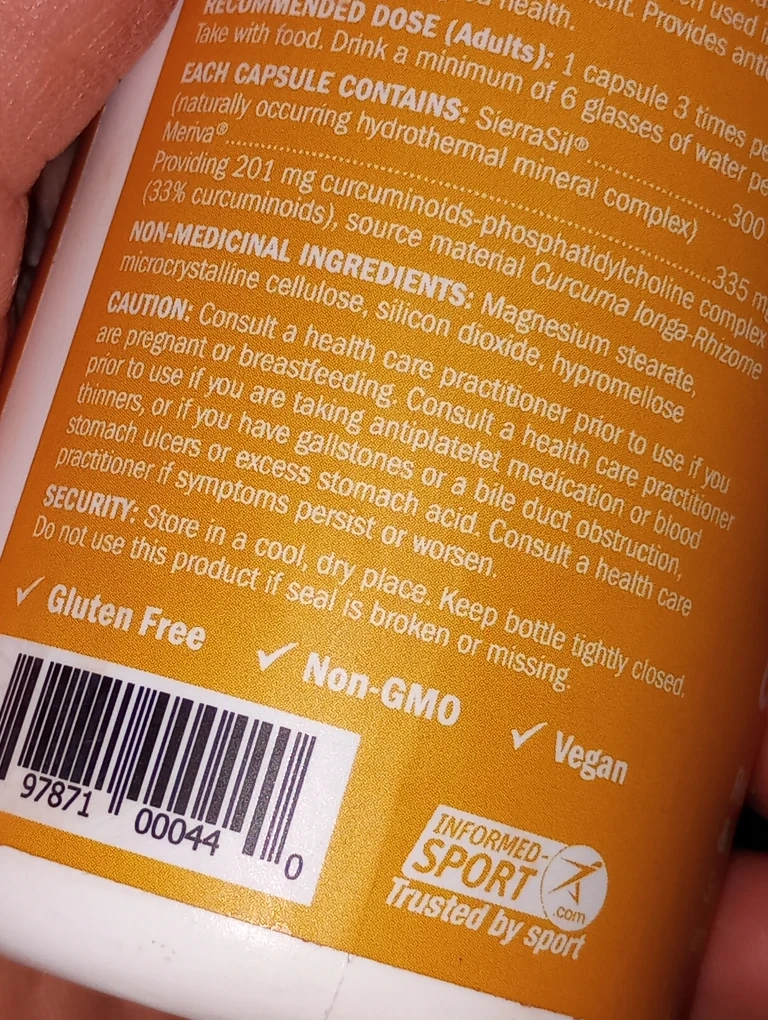 health.
ment. Provides
RECOMMENDED DOSE (Adults): 1 capsule 3 times
Take with food. Drink a minimum of 6 glasses of water
EACH CAPSULE CONTAINS: SierraSil®....................300
(naturally occurring hydrothermal mineral complex)
Meriva®............................................................335 mg
Providing 201 mg curcuminoids-phosphatidylcholine complex
(33% curcuminoids), source material Curcuma longa-Rhizome
NON-MEDICINAL INGREDIENTS: Magnesium stearate,
microcrystalline cellulose, silicon dioxide, hypromellose
CAUTION: Consult a health care practitioner prior to use if you
are pregnant or breastfeeding. Consult a health care practitioner
prior to use if you are taking antiplatelet medication or blood
thinners, or if you have gallstones or a bile duct obstruction,
stomach ulcers or excess stomach acid. Consult a health care
practitioner if symptoms persist or worsen.
SECURITY: Store in a cool, dry place. Keep bottle tightly closed.
Do not use this product if seal is broken or missing.
✓ Gluten Free ✓ Non-GMO ✓ Vegan
97871 00044 0
INFORMED-
SPORT
.com
Trusted by sport